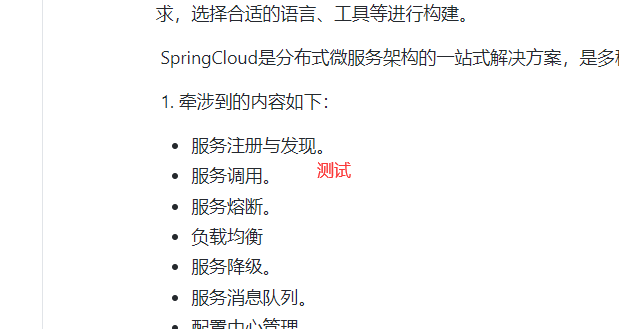 求，选择合适的语言、工具等进行构建。
SpringCloud是分布式微服务架构的一站式解决方案，是多
1. 牵涉到的内容如下：
服务注册与发现。
测试
服务调用。
服务熔断。
负载均衡
服务降级。
服务消息队列。
配置中心管理